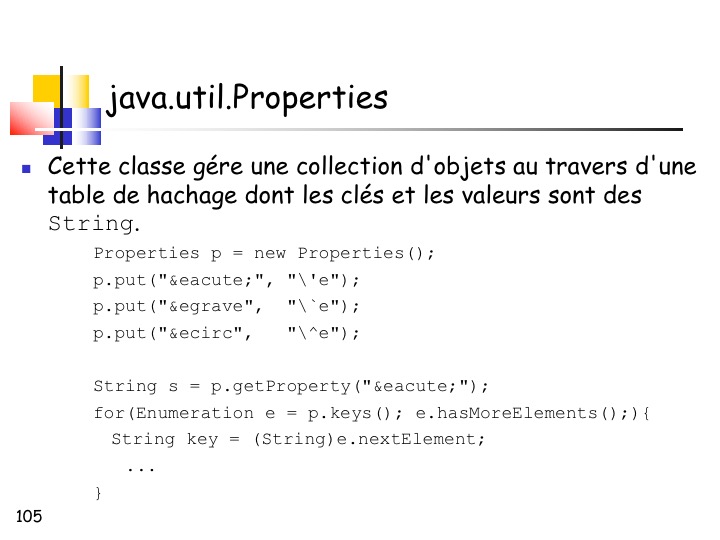 java.util.Properties
Cette classe gére une collection d'objets au travers d'une
table de hachage dont les clés et les valeurs sont des
String.
Properties p = new Properties();
p.put("&eacute;", "\'e");
p.put("&egrave",  "\`e");
p.put("&ecirc",   "\^e");
String s = p.getProperty("&eacute;");
for(Enumeration e = p.keys(); e.hasMoreElements();){
String key = (String)e.nextElement;
...
}
105